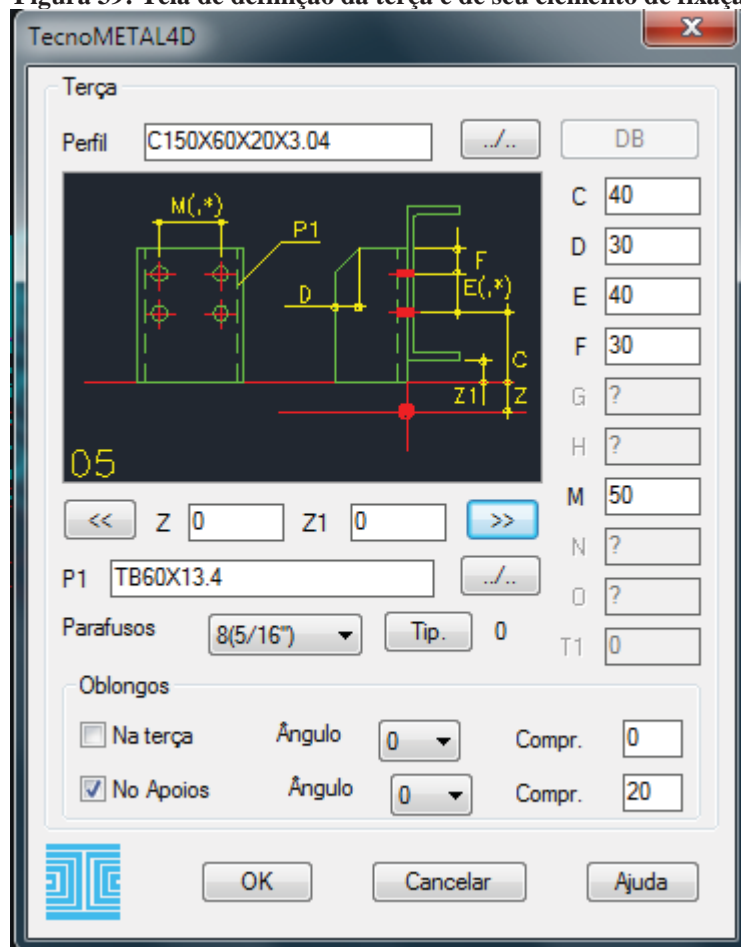 Figura 39: Tela de definição da terça e de seu elemento de fixaçã
TecnoMETAL4D
Terça
Perfil C150X60X20X3.04 ../.. DB
M(,*)
P1
D
F
E(,*)
C
Z1
Z
05
C 40
D 30
E 40
F 30
G ?
H ?
M 50
N ?
O ?
T1 0
<< Z 0 Z1 0 >>
P1 TB60X13.4 ../..
Parafusos 8(5/16") Tip. 0
Oblongos
Na terça Ângulo 0 Compr. 0
No Apoios Ângulo 0 Compr. 20
OK Cancelar Ajuda